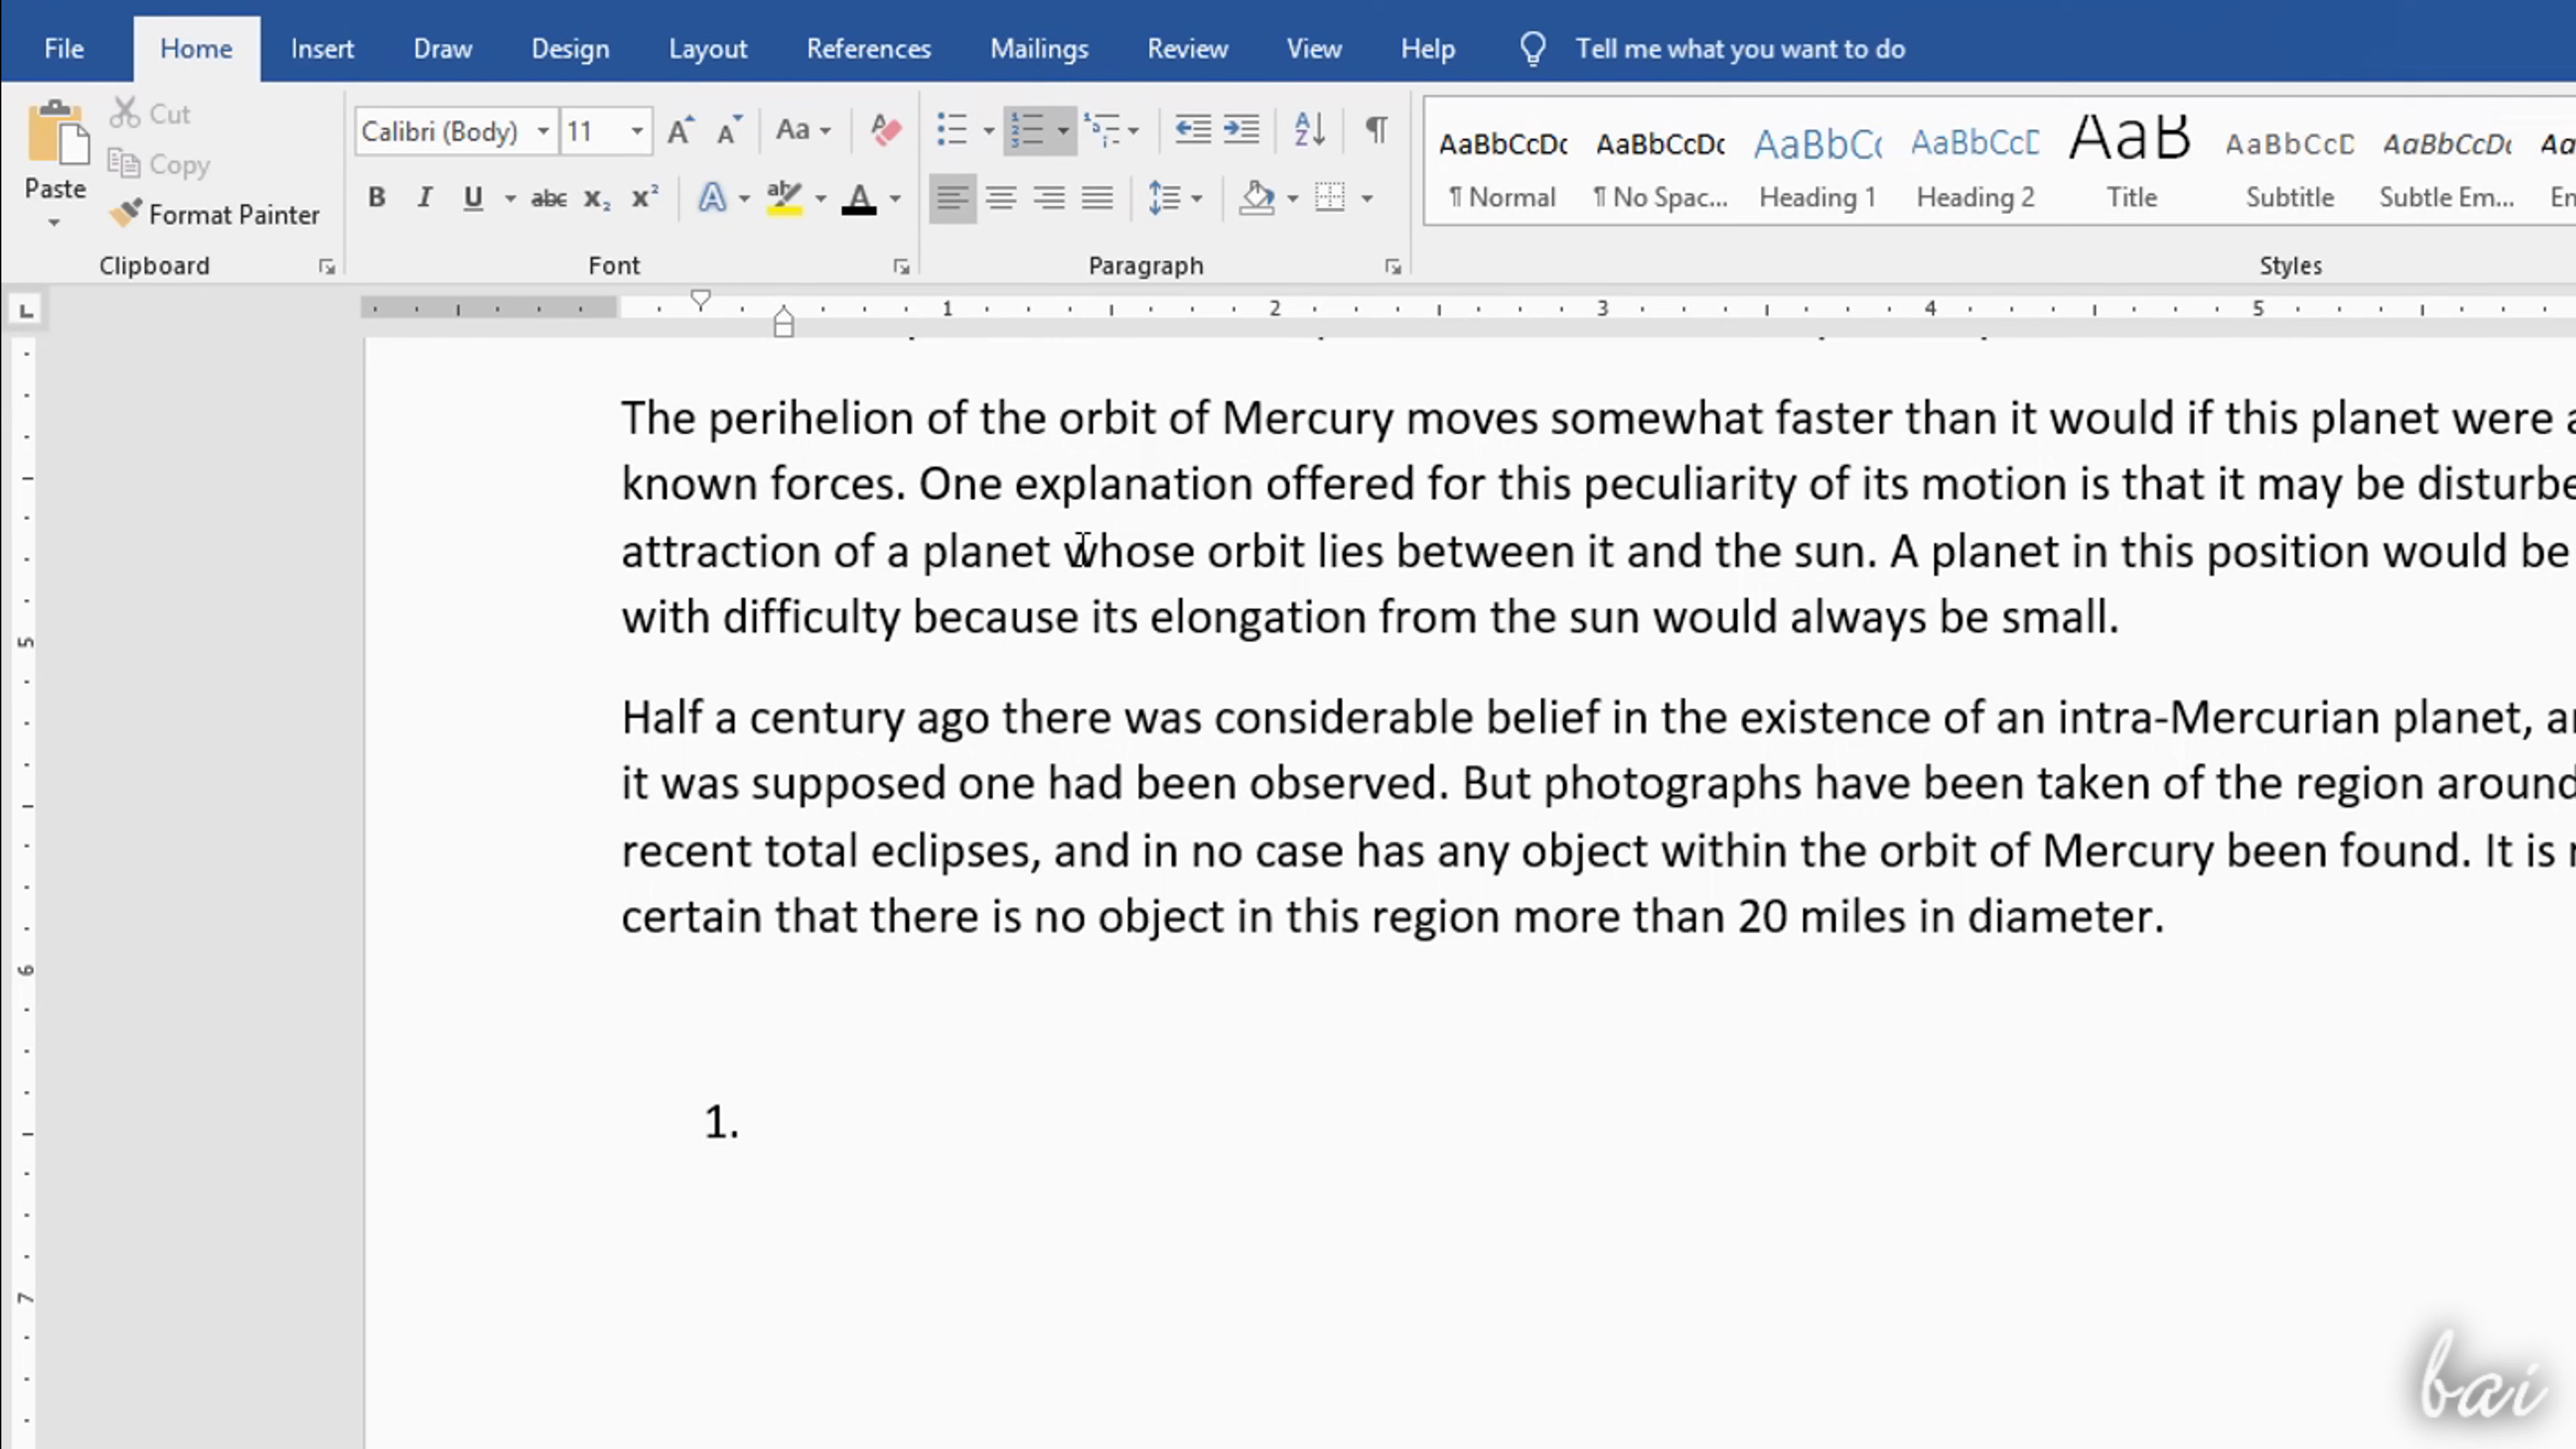 File Home Insert Draw Design Layout References Mailings Review View Help Tell me what you want to do
Paste
Cut
Copy
Format Painter
Clipboard
Calibri (Body) 11
Font
Paragraph
AaBbCcDc AaBbCcDc AaBbCc AaBbCcD AaB AaBbCcD AaBbCcDc Aa
¶ Normal ¶ No Spac... Heading 1 Heading 2 Title Subtitle Subtle Em... En
Styles
1 2 3 4 5
The perihelion of the orbit of Mercury moves somewhat faster than it would if this planet were a
known forces. One explanation offered for this peculiarity of its motion is that it may be disturbe
attraction of a planet whose orbit lies between it and the sun. A planet in this position would be
with difficulty because its elongation from the sun would always be small.
Half a century ago there was considerable belief in the existence of an intra-Mercurian planet, an
it was supposed one had been observed. But photographs have been taken of the region around
recent total eclipses, and in no case has any object within the orbit of Mercury been found. It is
certain that there is no object in this region more than 20 miles in diameter.
1.
5
6
7
bai